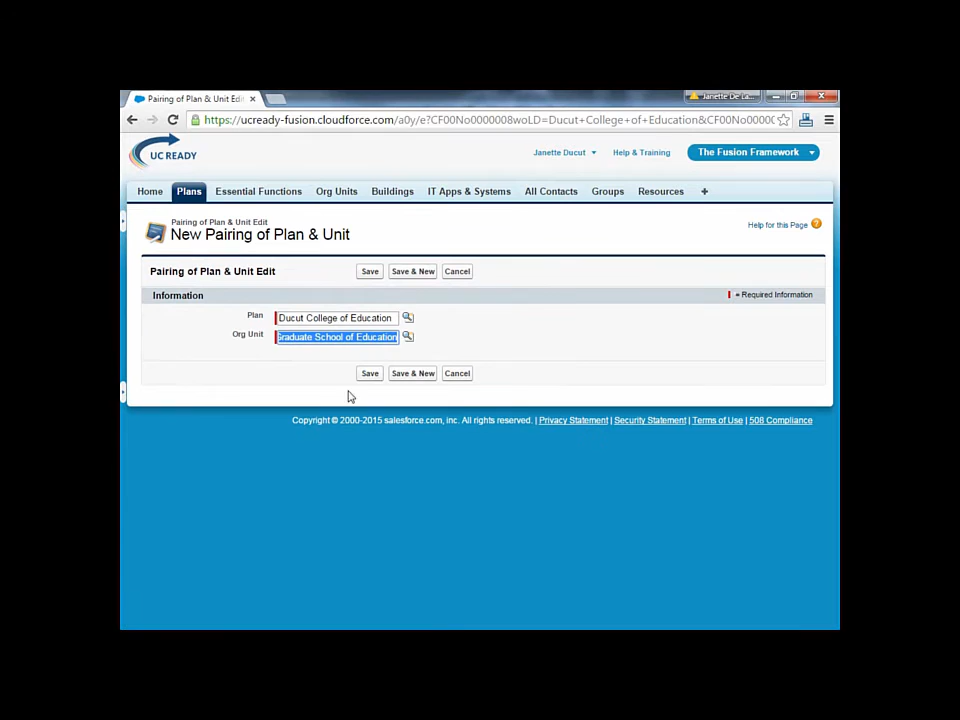 Pairing of Plan & Unit Edit
https://ucready-fusion.cloudforce.com/a0y/e?CF00No0000008woLD=Ducut+College+of+Education&CF00No0000
UC READY
Janette Ducut Help & Training The Fusion Framework
Home Plans Essential Functions Org Units Buildings IT Apps & Systems All Contacts Groups Resources +
Pairing of Plan & Unit Edit
New Pairing of Plan & Unit
Help for this Page
Pairing of Plan & Unit Edit Save Save & New Cancel
Information = Required Information
Plan Ducut College of Education
Org Unit Graduate School of Education
Save Save & New Cancel
Copyright © 2000-2015 salesforce.com, inc. All rights reserved. | Privacy Statement | Security Statement | Terms of Use | 508 Compliance